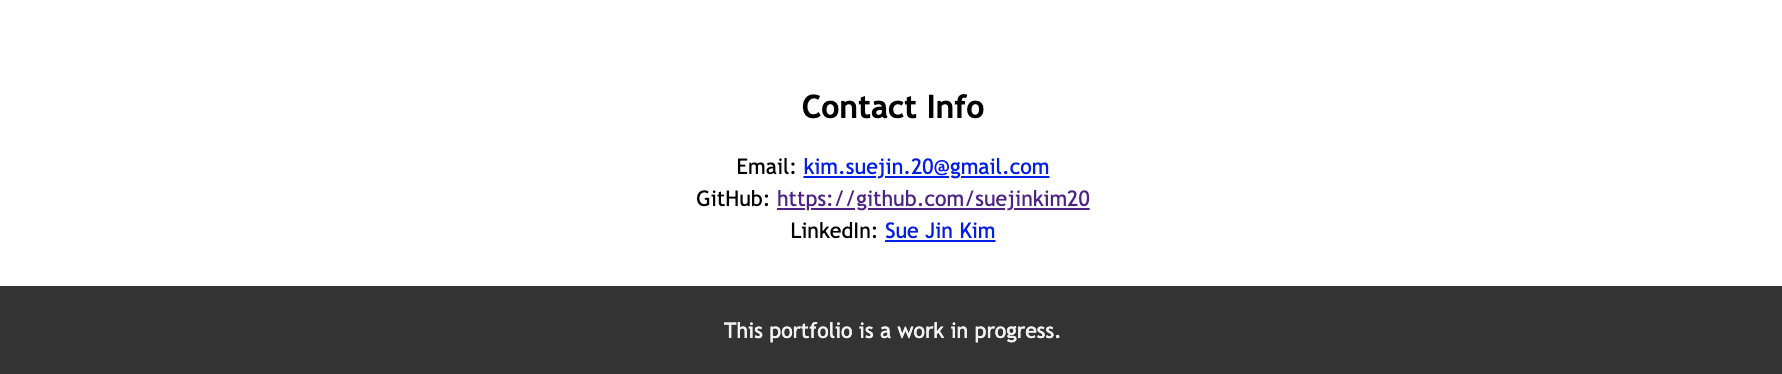 Contact Info
Email: kim.suejin.20@gmail.com
GitHub: https://github.com/suejinkim20
LinkedIn: Sue Jin Kim
This portfolio is a work in progress.